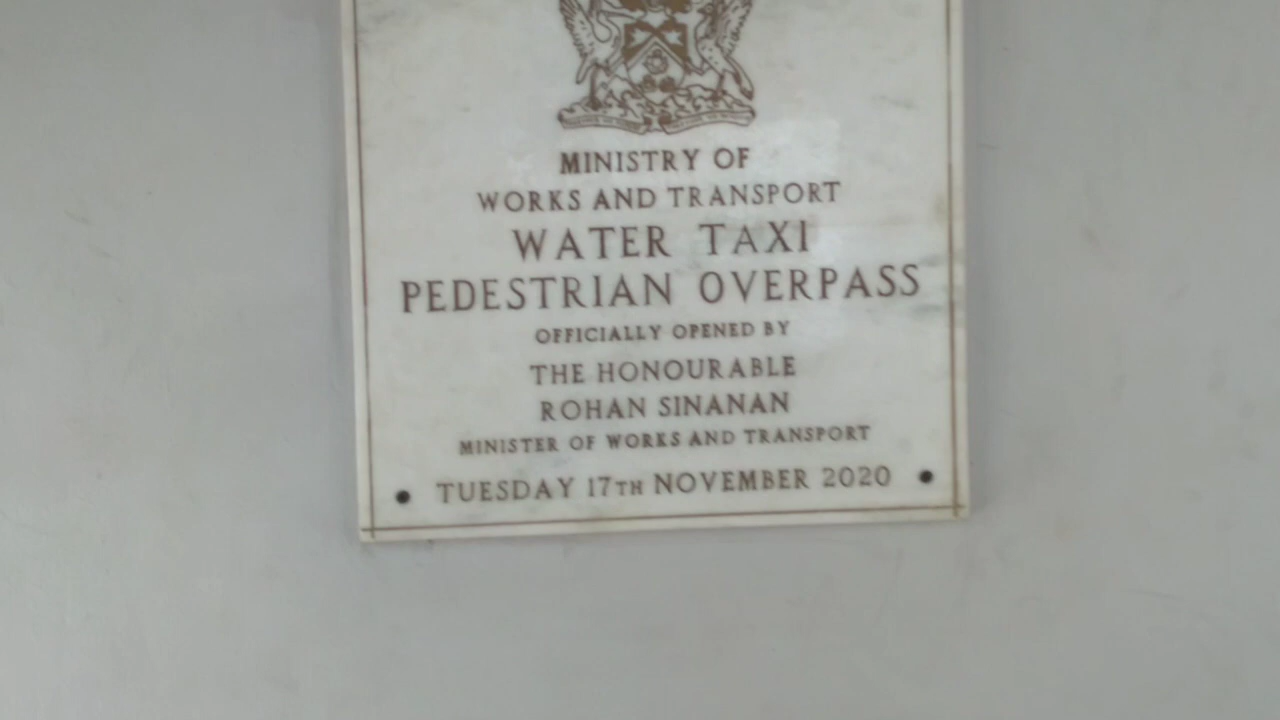 MINISTRY OF
WORKS AND TRANSPORT
WATER TAXI
PEDESTRIAN OVERPASS
OFFICIALLY OPENED BY
THE HONOURABLE
ROHAN SINANAN
MINISTER OF WORKS AND TRANSPORT
TUESDAY 17TH NOVEMBER 2020